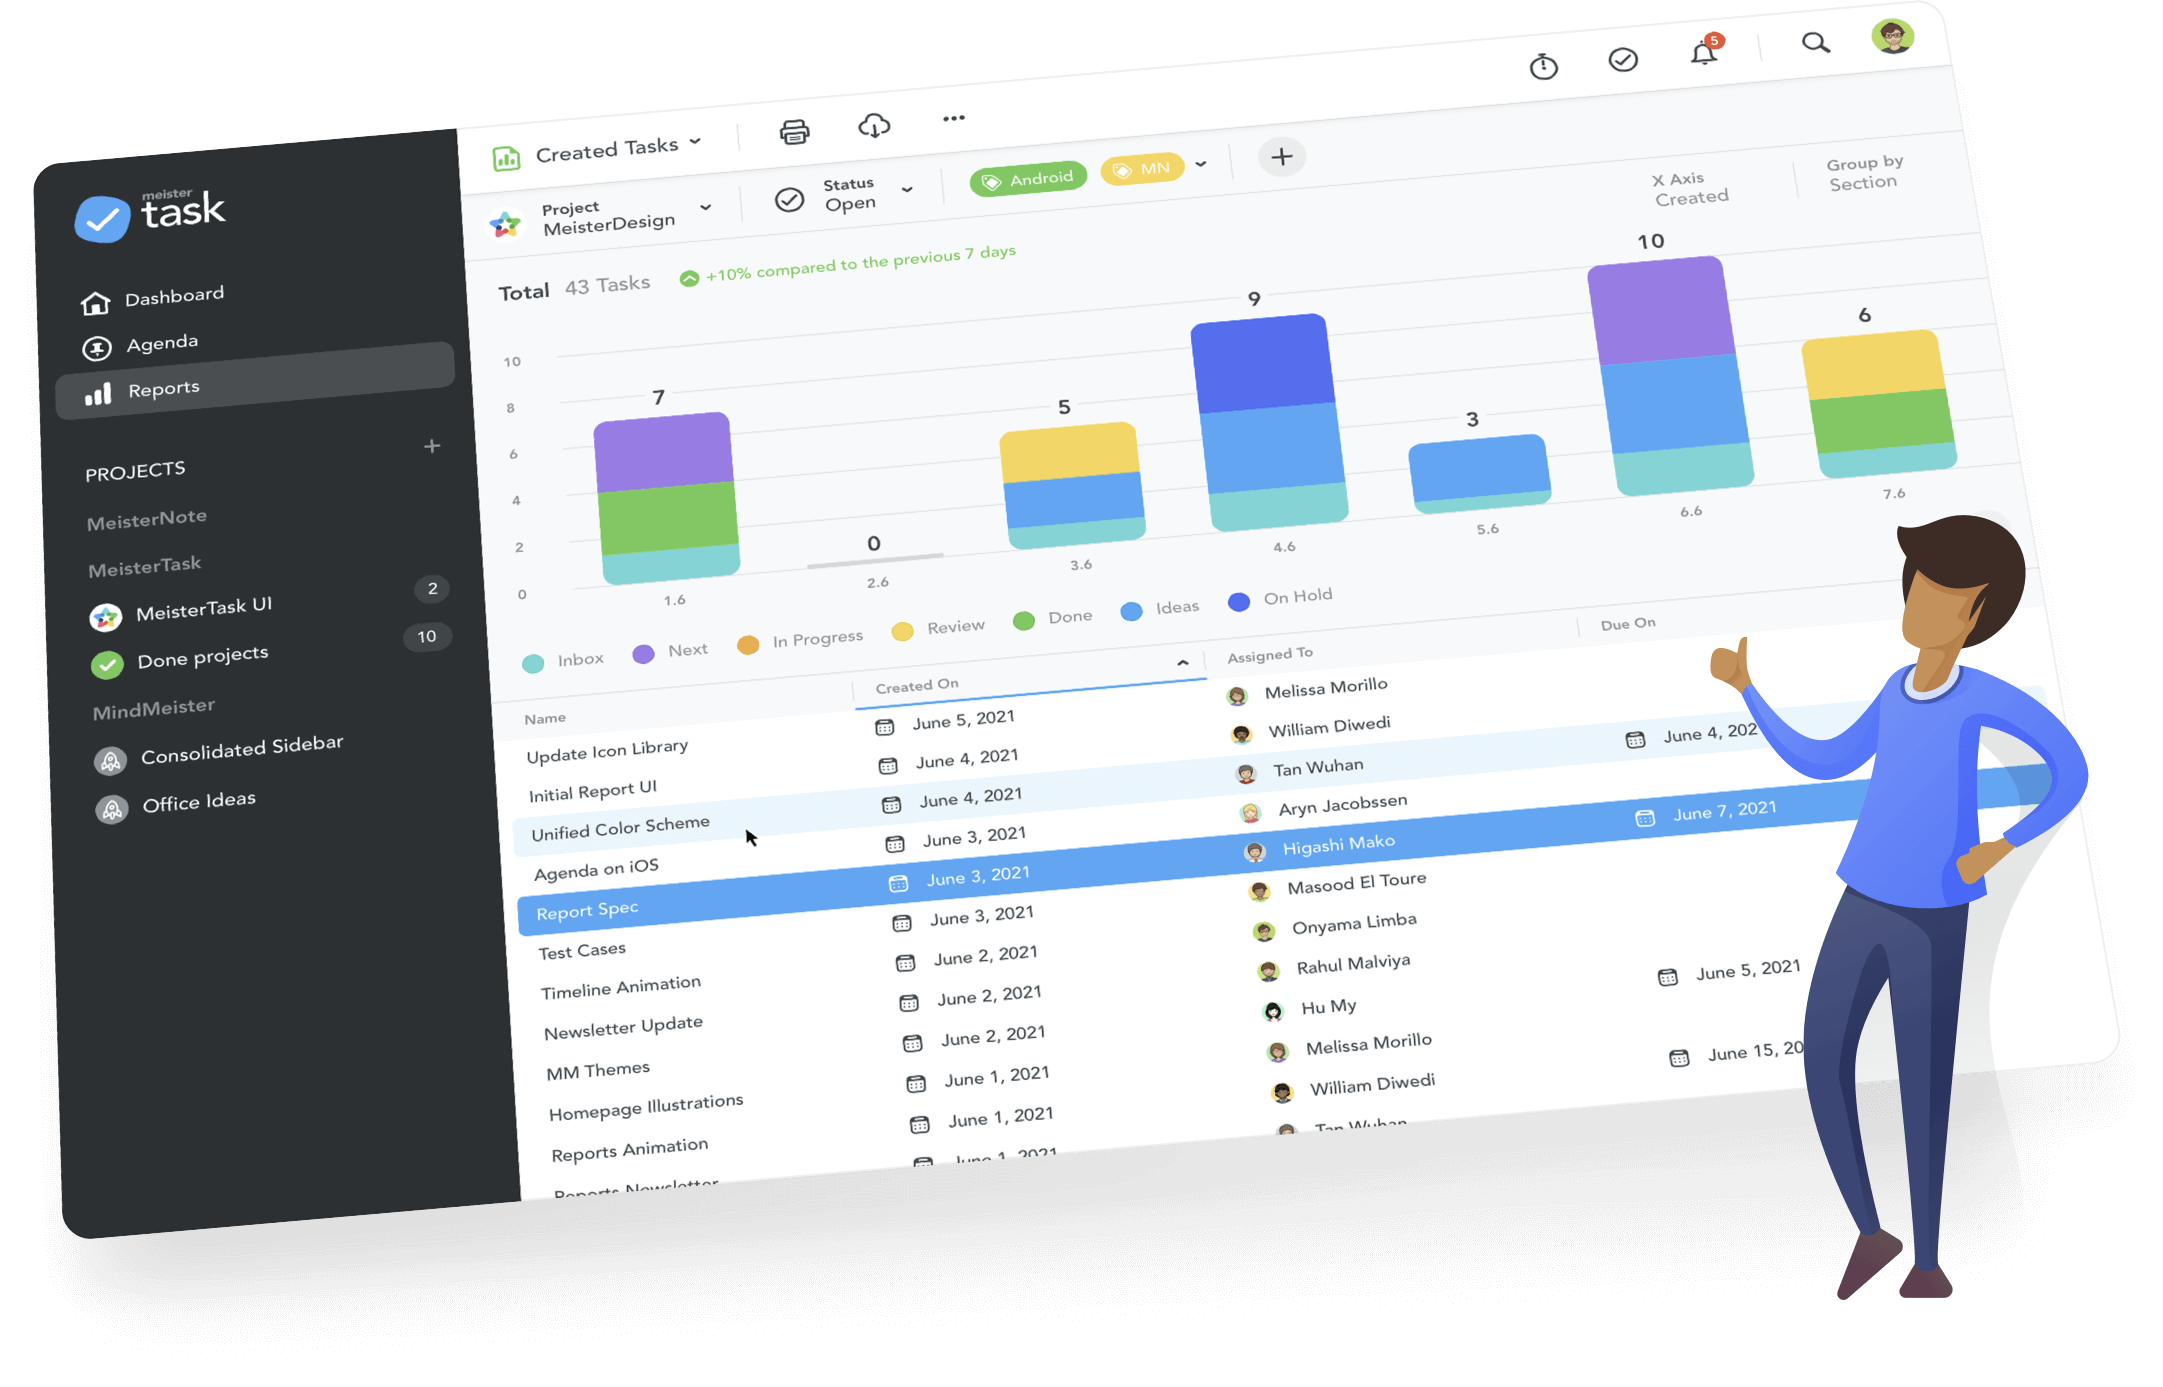 meister
task
Dashboard
Agenda
Reports
PROJECTS
MeisterNote
MeisterTask
MeisterTask UI 2
Done projects 10
MindMeister
Consolidated Sidebar
Office Ideas
Created Tasks
5
Project
MeisterDesign
Status
Open
Android
MN
X Axis
Created
Group by
Section
Total 43 Tasks +10% compared to the previous 7 days
10
8
6
4
2
0
7
0
5
9
3
10
6
1.6
2.6
3.6
4.6
5.6
6.6
7.6
Inbox Next In Progress Review Done Ideas On Hold
Name Created On Assigned To Due On
Update Icon Library June 5, 2021 Melissa Morillo
Initial Report UI June 4, 2021 William Diwedi
Unified Color Scheme June 4, 2021 Tan Wuhan June 4, 202
Agenda on iOS June 3, 2021 Aryn Jacobssen
Report Spec June 3, 2021 Higashi Mako June 7, 2021
Test Cases June 3, 2021 Masood El Toure
Timeline Animation June 2, 2021 Onyama Limba
Newsletter Update June 2, 2021 Rahul Malviya
MM Themes June 2, 2021 Hu My June 5, 2021
Homepage Illustrations June 1, 2021 Melissa Morillo
Reports Animation June 1, 2021 William Diwedi June 15, 20
Reports Newsletter June 1, 2021 Tan Wuhan